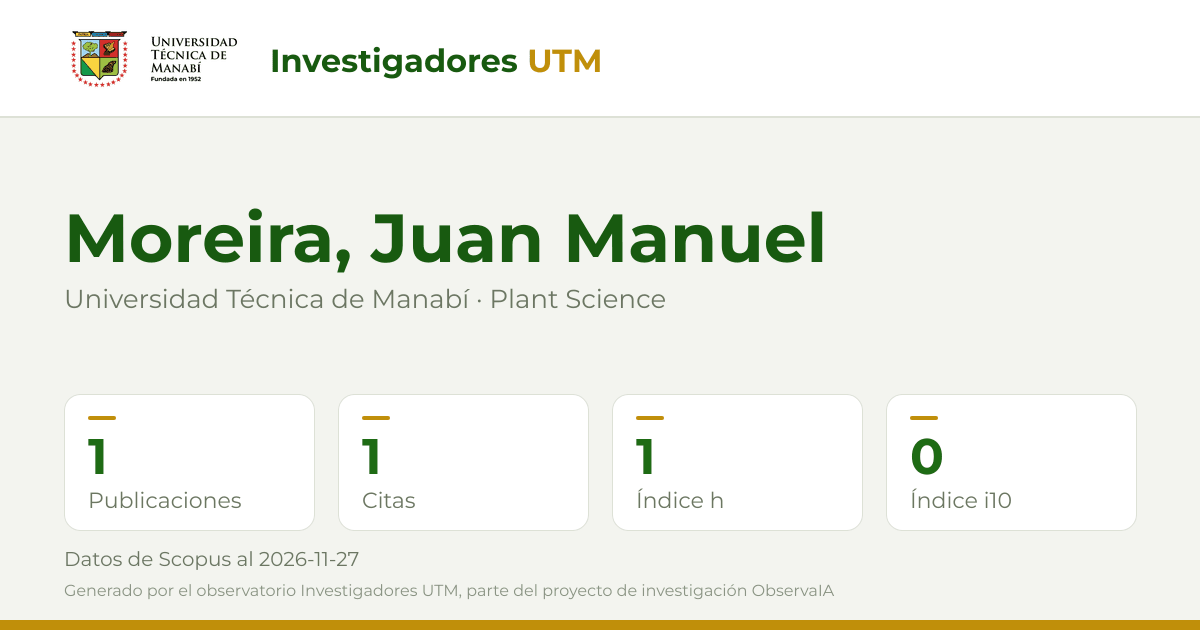 UNIVERSIDAD
TÉCNICA DE
MANABÍ
Fundada en 1952
Investigadores UTM
Moreira, Juan Manuel
Universidad Técnica de Manabí · Plant Science
1
Publicaciones
1
Citas
1
Índice h
0
Índice i10
Datos de Scopus al 2026-11-27
Generado por el observatorio Investigadores UTM, parte del proyecto de investigación ObservaIA